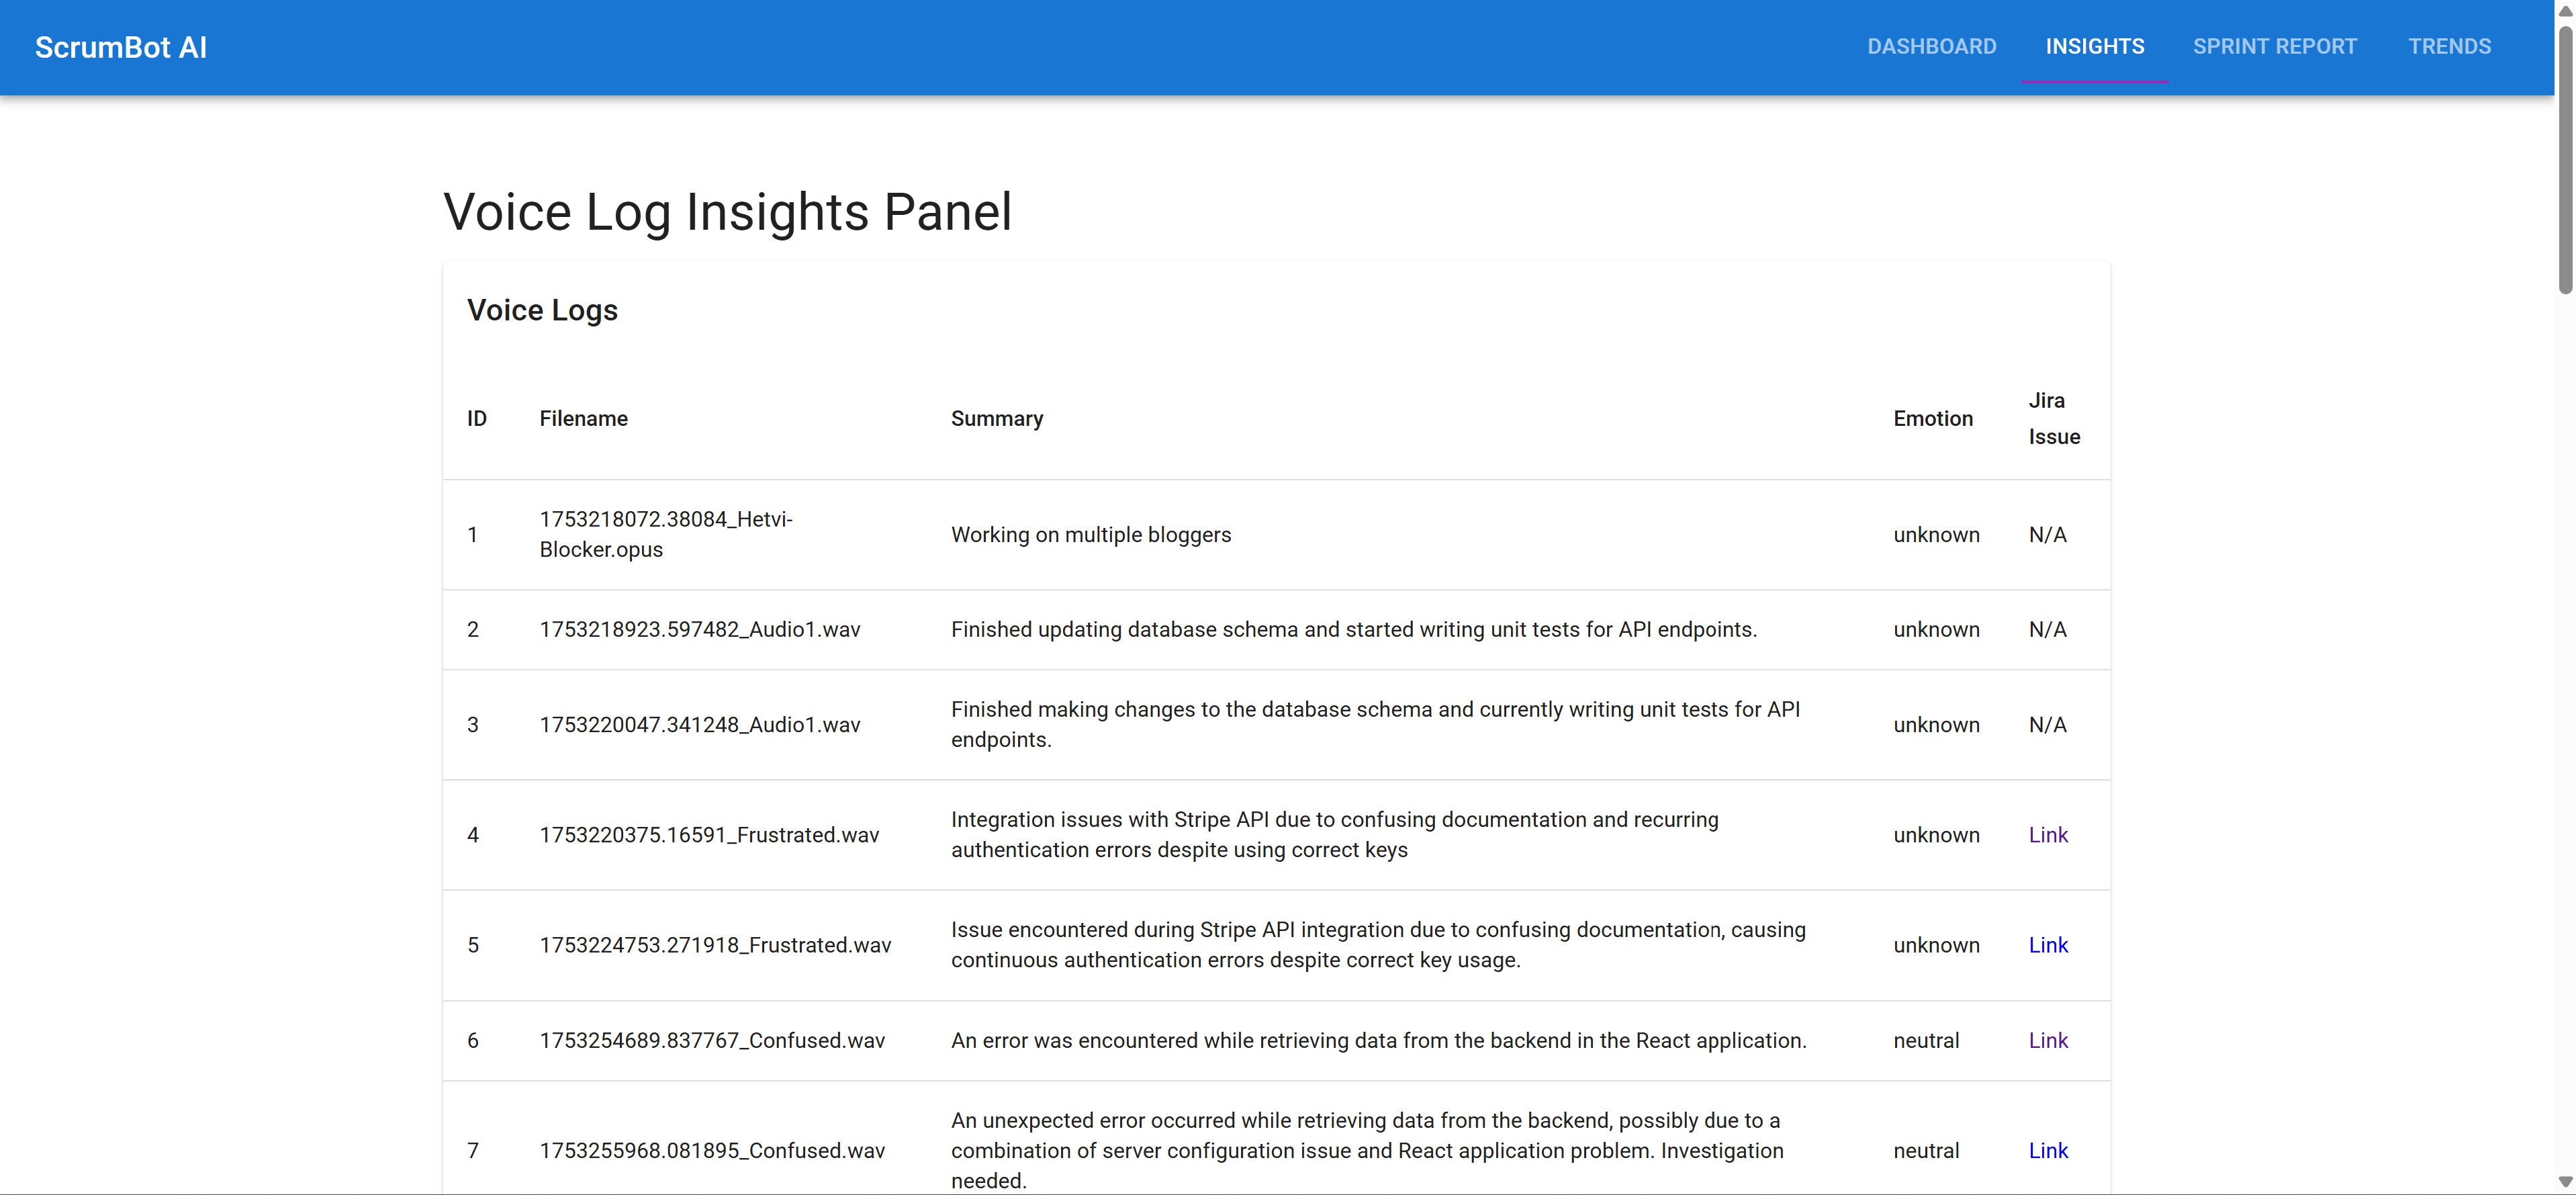 ScrumBot AI
DASHBOARD INSIGHTS SPRINT REPORT TRENDS
Voice Log Insights Panel
Voice Logs
ID Filename Summary Emotion Jira Issue
1 1753218072.38084_Hetvi-Blocker.opus Working on multiple bloggers unknown N/A
2 1753218923.597482_Audio1.wav Finished updating database schema and started writing unit tests for API endpoints. unknown N/A
3 1753220047.341248_Audio1.wav Finished making changes to the database schema and currently writing unit tests for API
endpoints. unknown N/A
4 1753220375.16591_Frustrated.wav Integration issues with Stripe API due to confusing documentation and recurring
authentication errors despite using correct keys unknown Link
5 1753224753.271918_Frustrated.wav Issue encountered during Stripe API integration due to confusing documentation, causing
continuous authentication errors despite correct key usage. unknown Link
6 1753254689.837767_Confused.wav An error was encountered while retrieving data from the backend in the React application. neutral Link
7 1753255968.081895_Confused.wav An unexpected error occurred while retrieving data from the backend, possibly due to a
combination of server configuration issue and React application problem. Investigation
needed. neutral Link